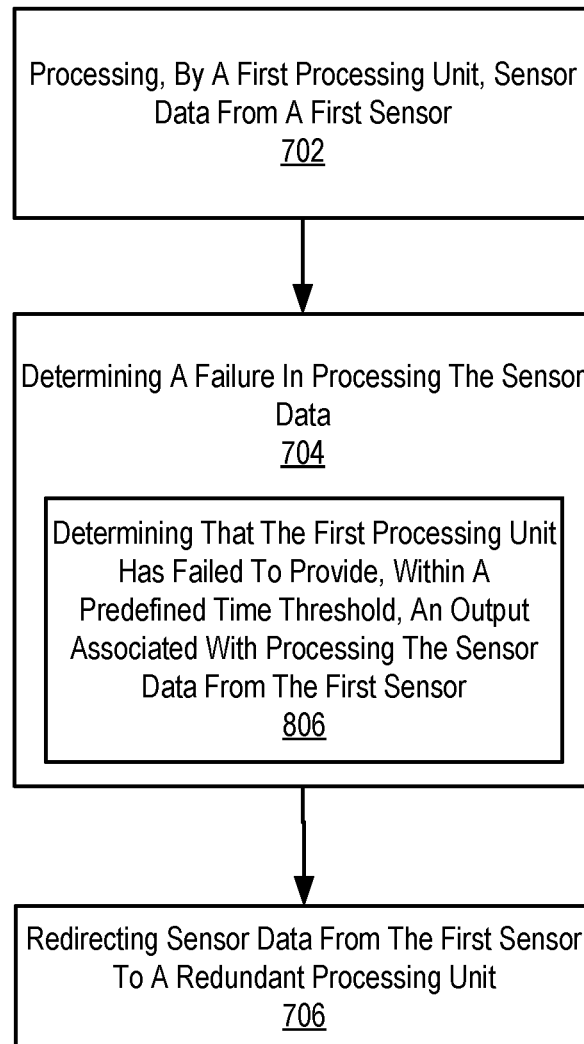 Processing, By A First Processing Unit, Sensor
Data From A First Sensor
702
Determining A Failure In Processing The Sensor
Data
704
Determining That The First Processing Unit
Has Failed To Provide, Within A
Predefined Time Threshold, An Output
Associated With Processing The Sensor
Data From The First Sensor
806
Redirecting Sensor Data From The First Sensor
To A Redundant Processing Unit
706